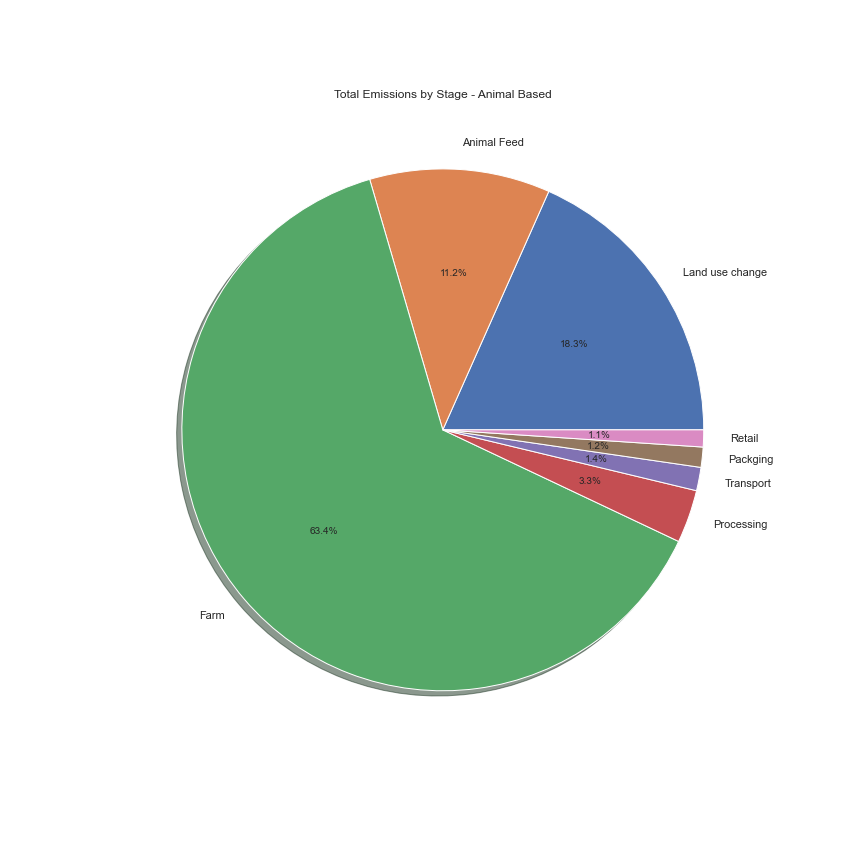 Total Emissions by Stage - Animal Based
Animal Feed
11.2%
Land use change
18.3%
1.1%
Retail
1.2%
Packging
1.4%
Transport
3.3%
Processing
63.4%
Farm